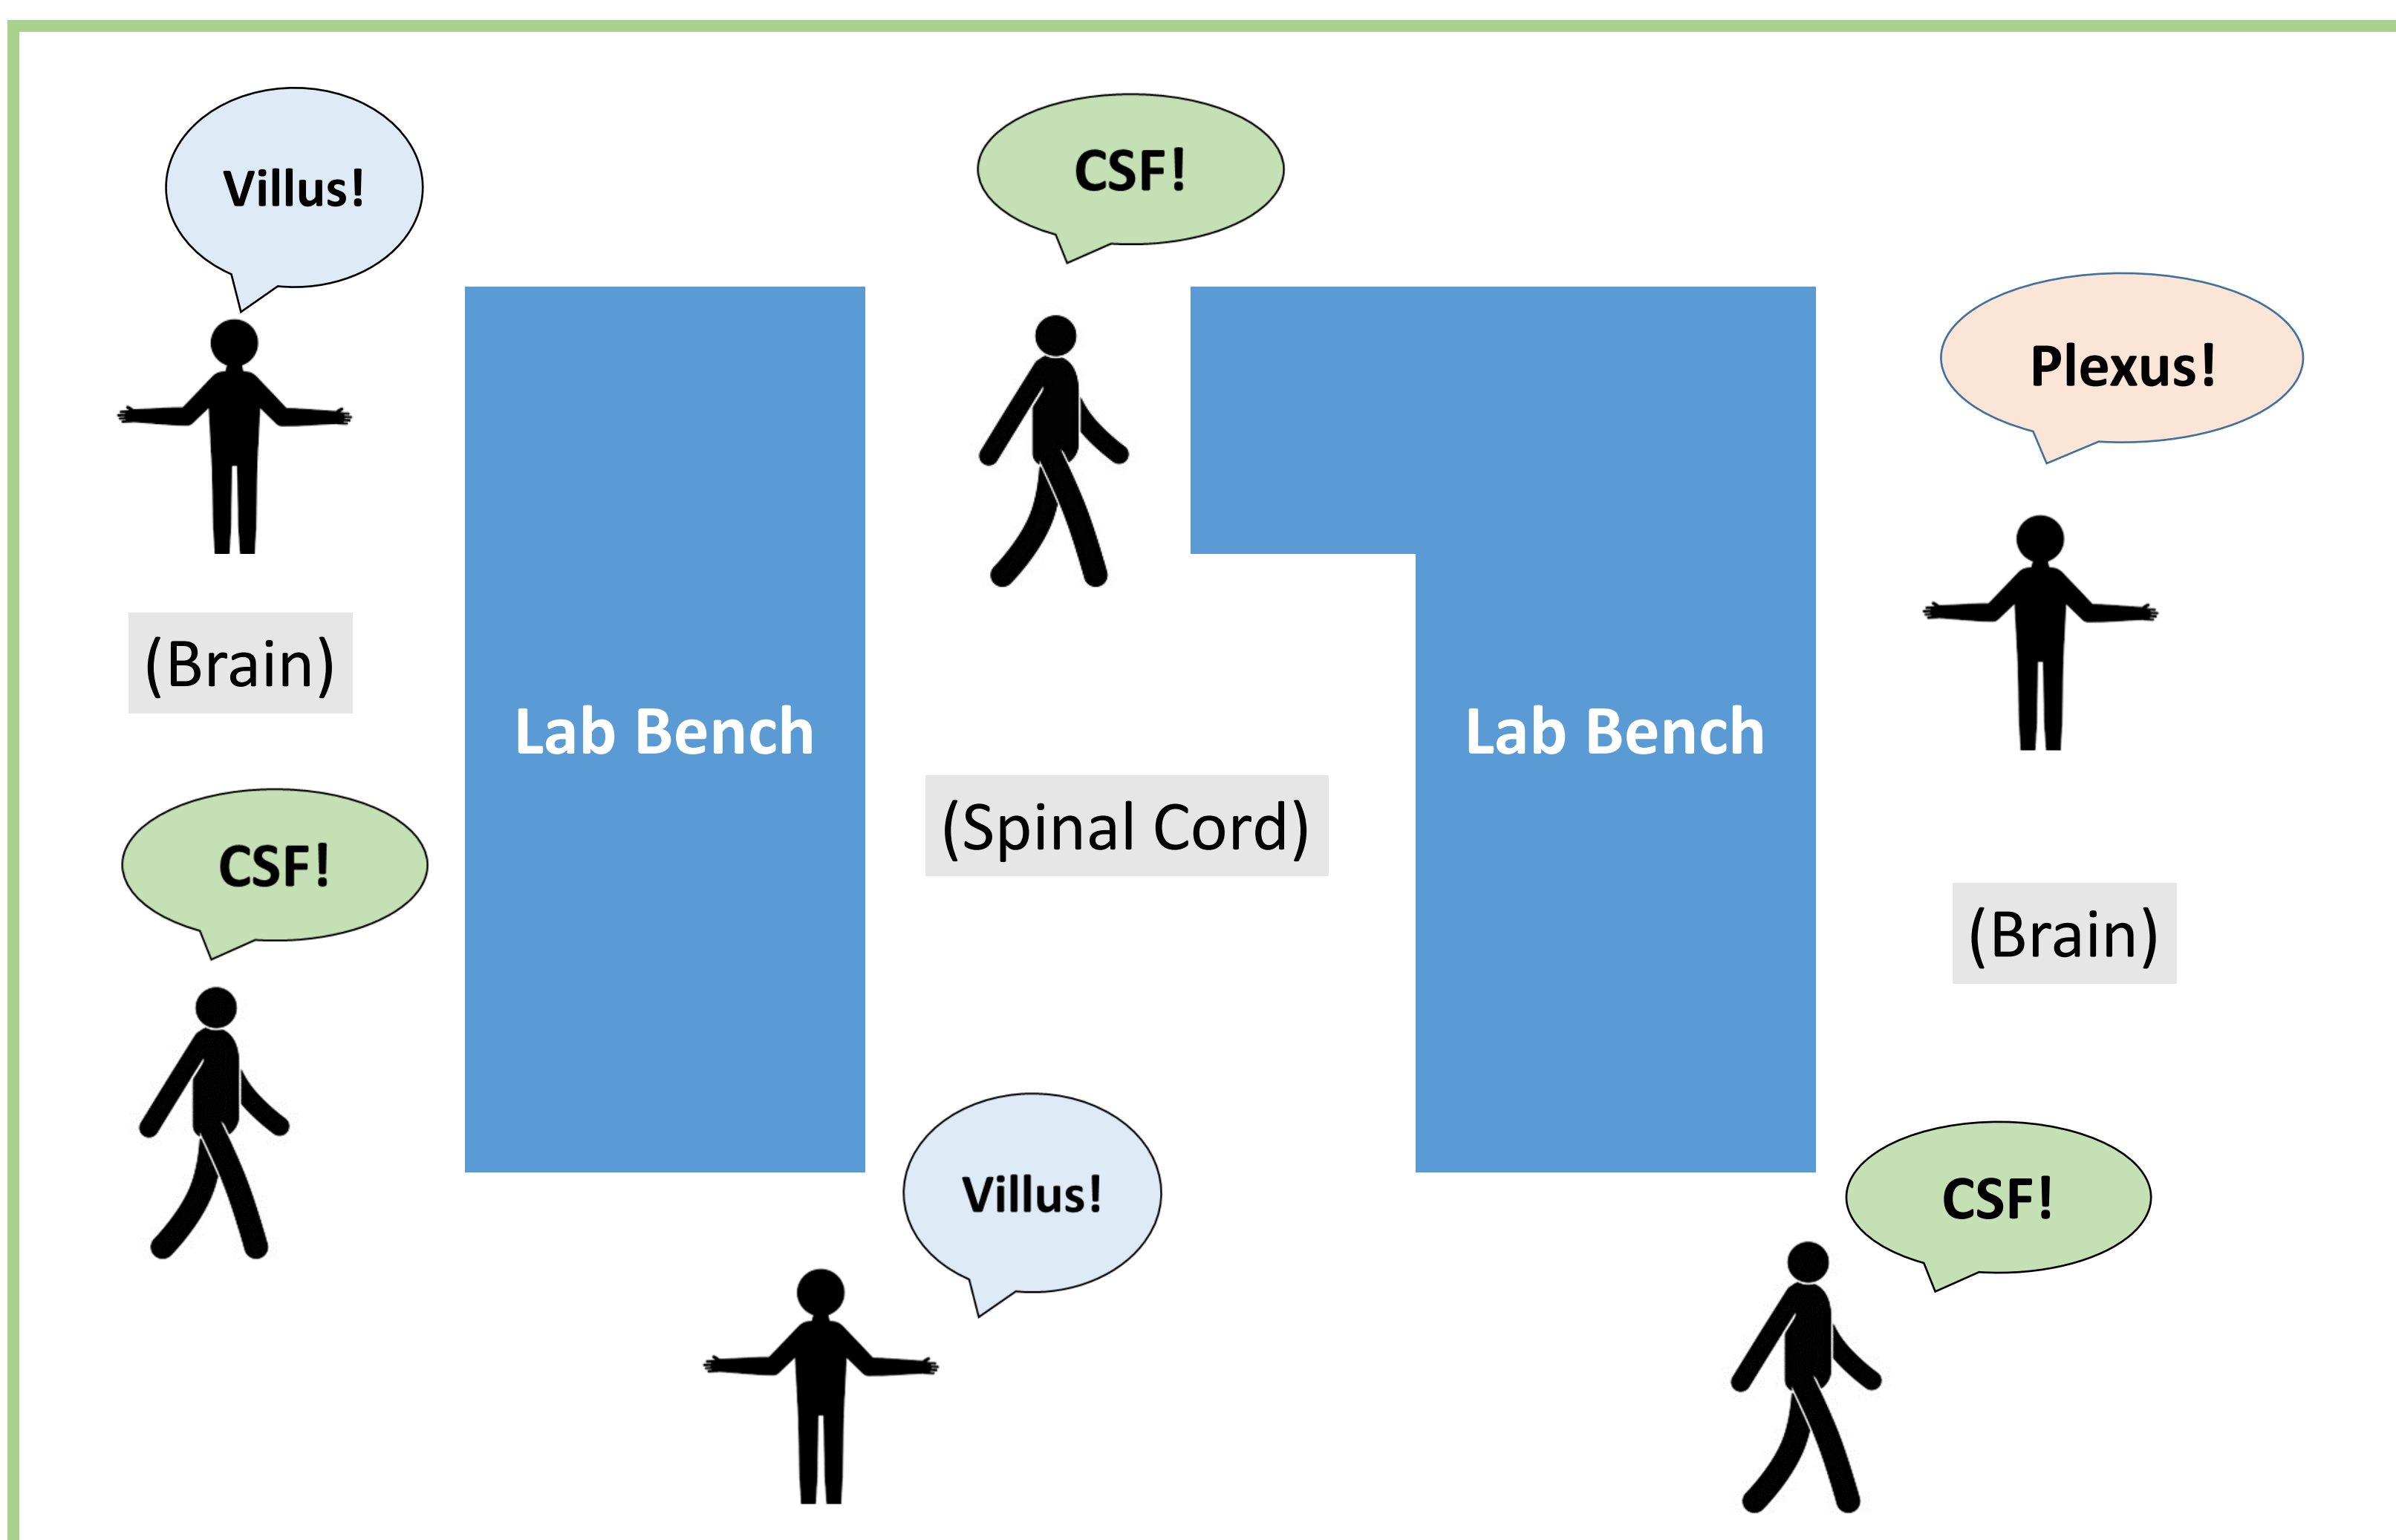 Villus!
CSF!
Plexus!
(Brain)
Lab Bench
Lab Bench
(Spinal Cord)
CSF!
(Brain)
Villus!
CSF!